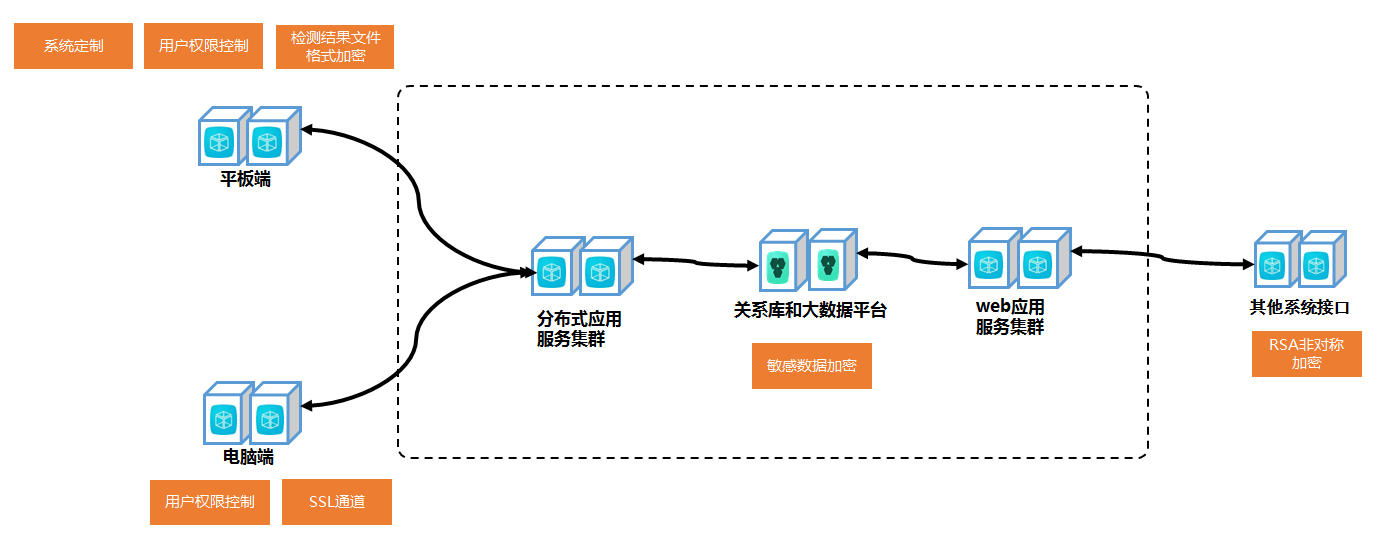 系统定制
用户权限控制
检测结果文件
格式加密
平板端
分布式应用
服务集群
关系库和大数据平台
敏感数据加密
web应用
服务集群
其他系统接口
RSA非对称
加密
电脑端
用户权限控制
SSL通道